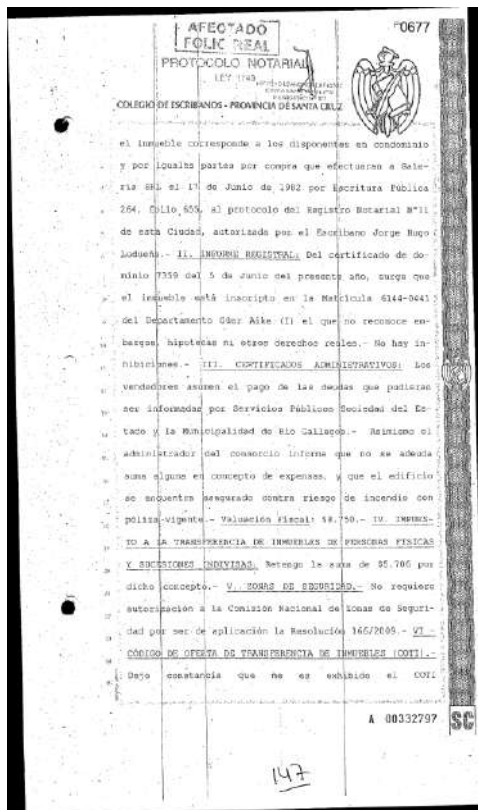 AFECTADO
FOLIO REAL
F0677
PROTOCOLO NOTARIAL
LEY 1749
COLEGIO DE ESCRIBANOS - PROVINCIA DE SANTA CRUZ
el inmueble corresponde a los disponentes en condominio
y por iguales partes por compra que efectuaran a Gale-
ria SRL el 17 de Junio de 1982 por Escritura Pública
264, folio 655, al protocolo del Registro Notarial N°11
de esta Ciudad, autorizada por el Escribano Jorge Hugo
Ludueña.- II. INFORME REGISTRAL: Del certificado de do-
minio 7359 del 5 de Junio del presente año, surge que
el inmueble está inscripto en la Matrícula 6144-0441
del Departamento Güer Aike (I) el que no reconoce em-
bargos, hipotecas ni otros derechos reales.- No hay in-
hibiciones.- III. CERTIFICADOS ADMINISTRATIVOS: Los
vendedores asumen el pago de las deudas que pudieran
ser informadas por Servicios Públicos Sociedad del Es-
tado y la Municipalidad de Río Gallegos.- Asimismo el
administrador del consorcio informa que no se adeuda
suma alguna en concepto de expensas, y que el edificio
se encuentra asegurado contra riesgo de incendio con
póliza vigente.- Valuación Fiscal: $8.750.- IV. IMPUES-
TO A LA TRANSFERENCIA DE INMUEBLES DE PERSONAS FÍSICAS
Y SUCESIONES INDIVISAS. Retengo la suma de $5.706 por
dicho concepto.- V. ZONAS DE SEGURIDAD.- No requiere
autorización a la Comisión Nacional de Zonas de Seguri-
dad por ser de aplicación la Resolución 166/2009.- VI.-
CÓDIGO DE OFERTA DE TRANSFERENCIA DE INMUEBLES (COTI).-
Dejo constancia que me es exhibido el COTI
A 00332797
SC
147